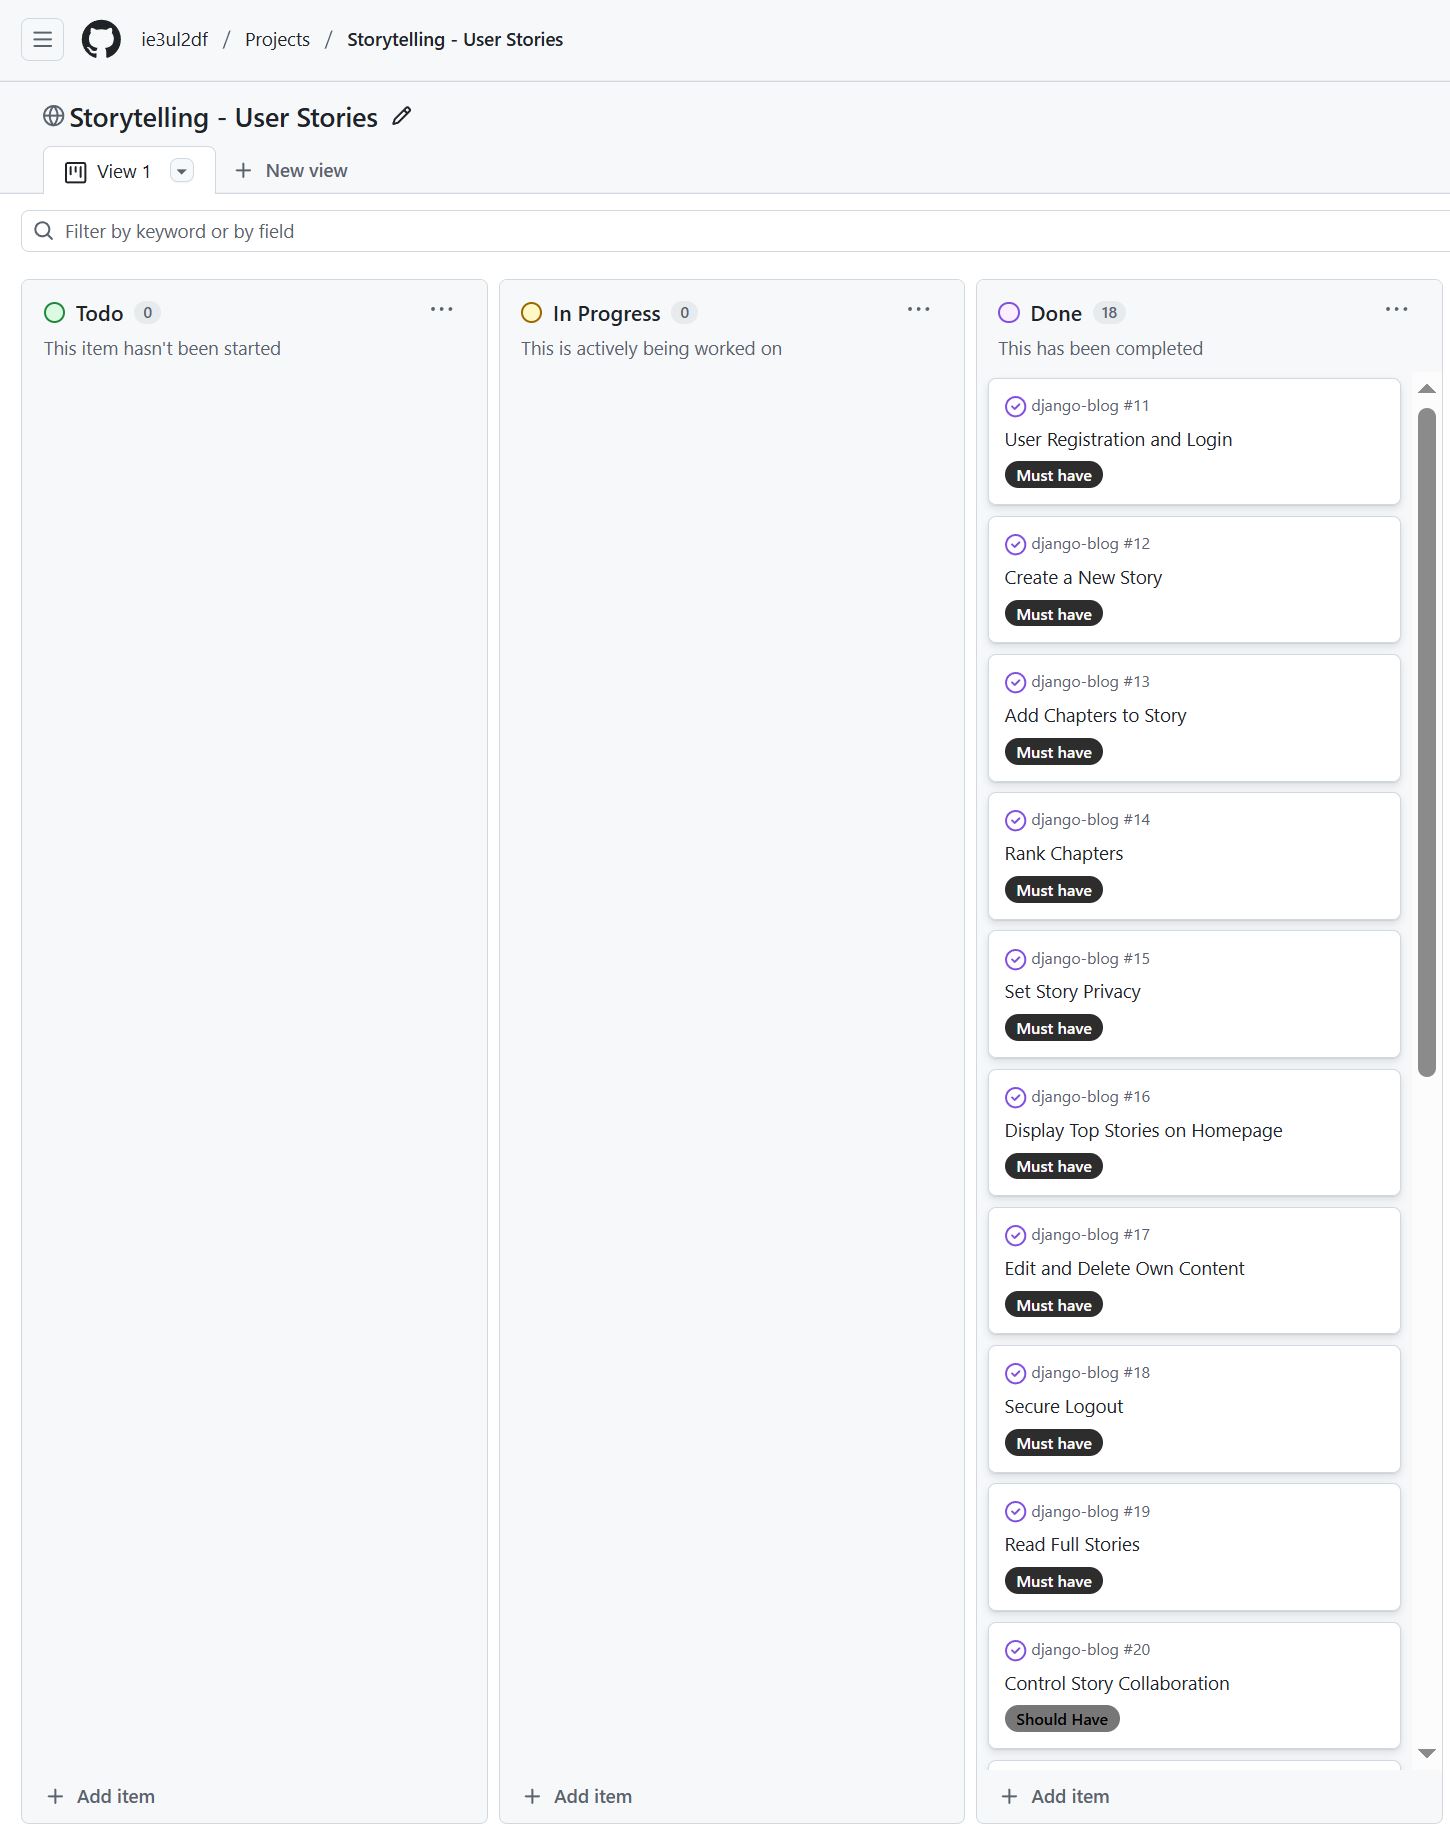 ie3ul2df / Projects / Storytelling - User Stories
Storytelling - User Stories
View 1
New view
Filter by keyword or by field
Todo 0
This item hasn't been started
Add item
In Progress 0
This is actively being worked on
Add item
Done 18
This has been completed
django-blog #11
User Registration and Login
Must have
django-blog #12
Create a New Story
Must have
django-blog #13
Add Chapters to Story
Must have
django-blog #14
Rank Chapters
Must have
django-blog #15
Set Story Privacy
Must have
django-blog #16
Display Top Stories on Homepage
Must have
django-blog #17
Edit and Delete Own Content
Must have
django-blog #18
Secure Logout
Must have
django-blog #19
Read Full Stories
Must have
django-blog #20
Control Story Collaboration
Should Have
Add item